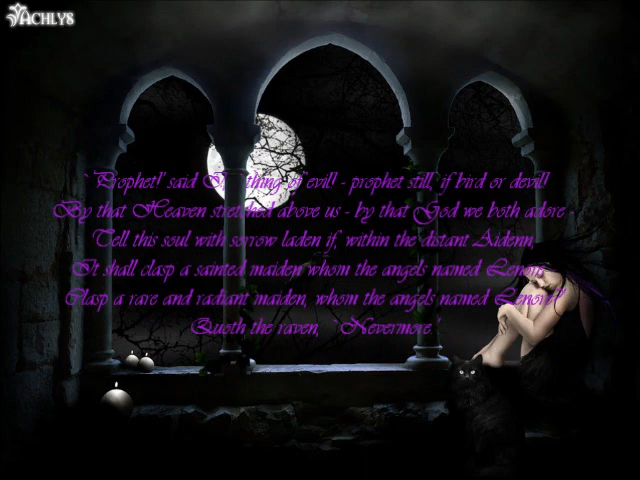 ACHLYS
`Prophet!' said I, `thing of evil! - prophet still, if bird or devil!
By that Heaven stretched above us - by that God we both adore -
Tell this soul with sorrow laden if, within the distant Aidenn,
It shall clasp a sainted maiden whom the angels named Lenore -
Clasp a rare and radiant maiden, whom the angels named Lenore?'
Quoth the raven, `Nevermore.'